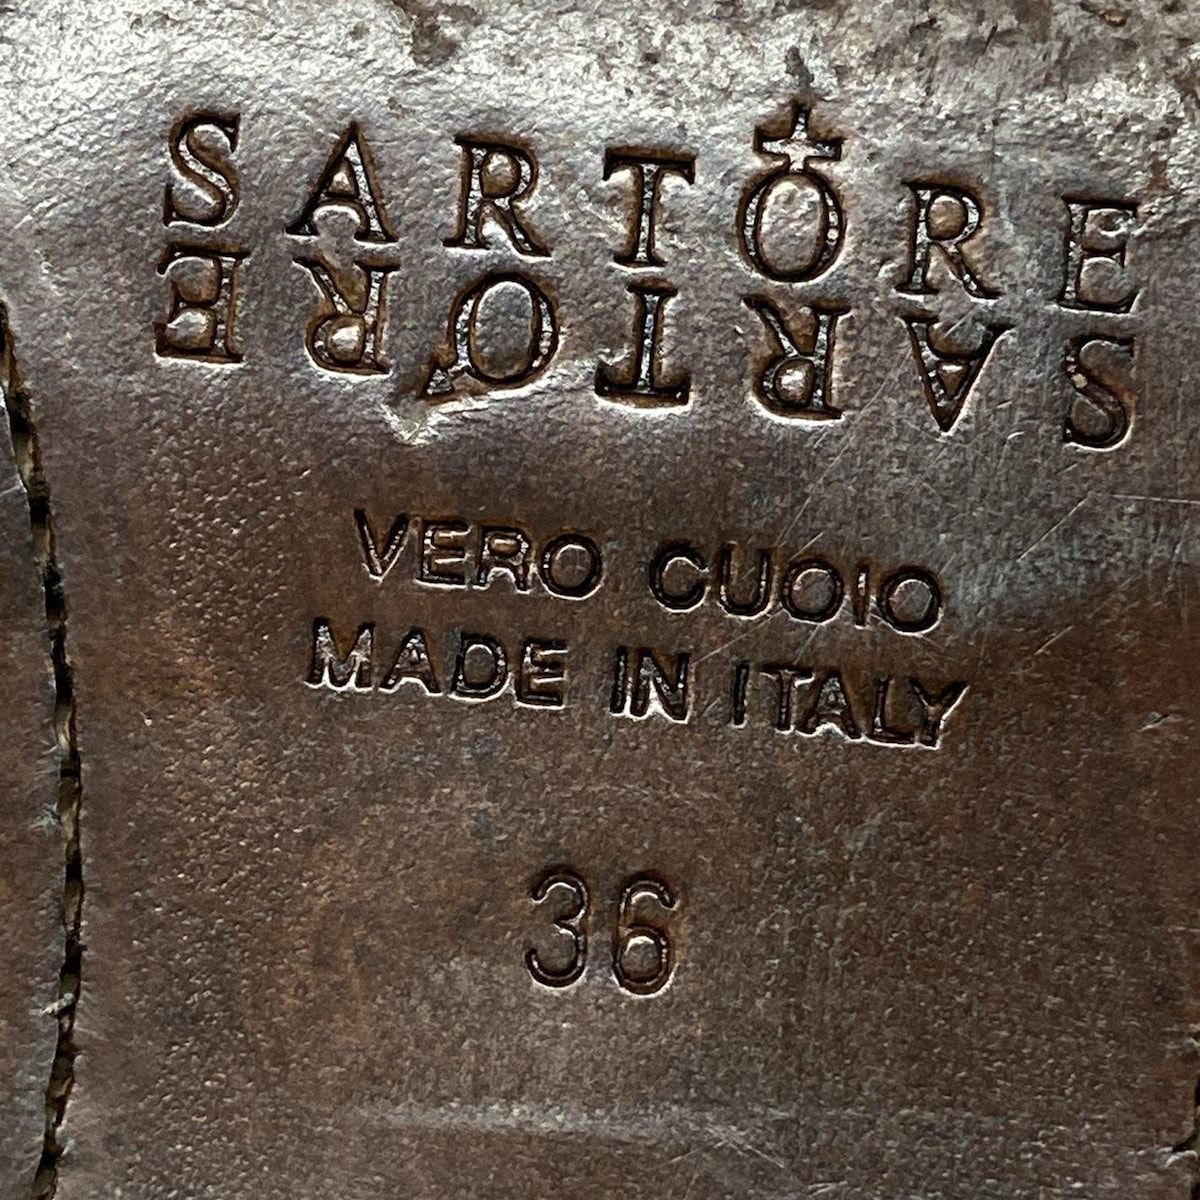 SARTORE
SARTORE
VERO CUOIO
MADE IN ITALY
36